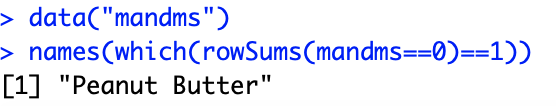 > data("mandms")
> names(which(rowSums(mandms==0)==1))
[1] "Peanut Butter"